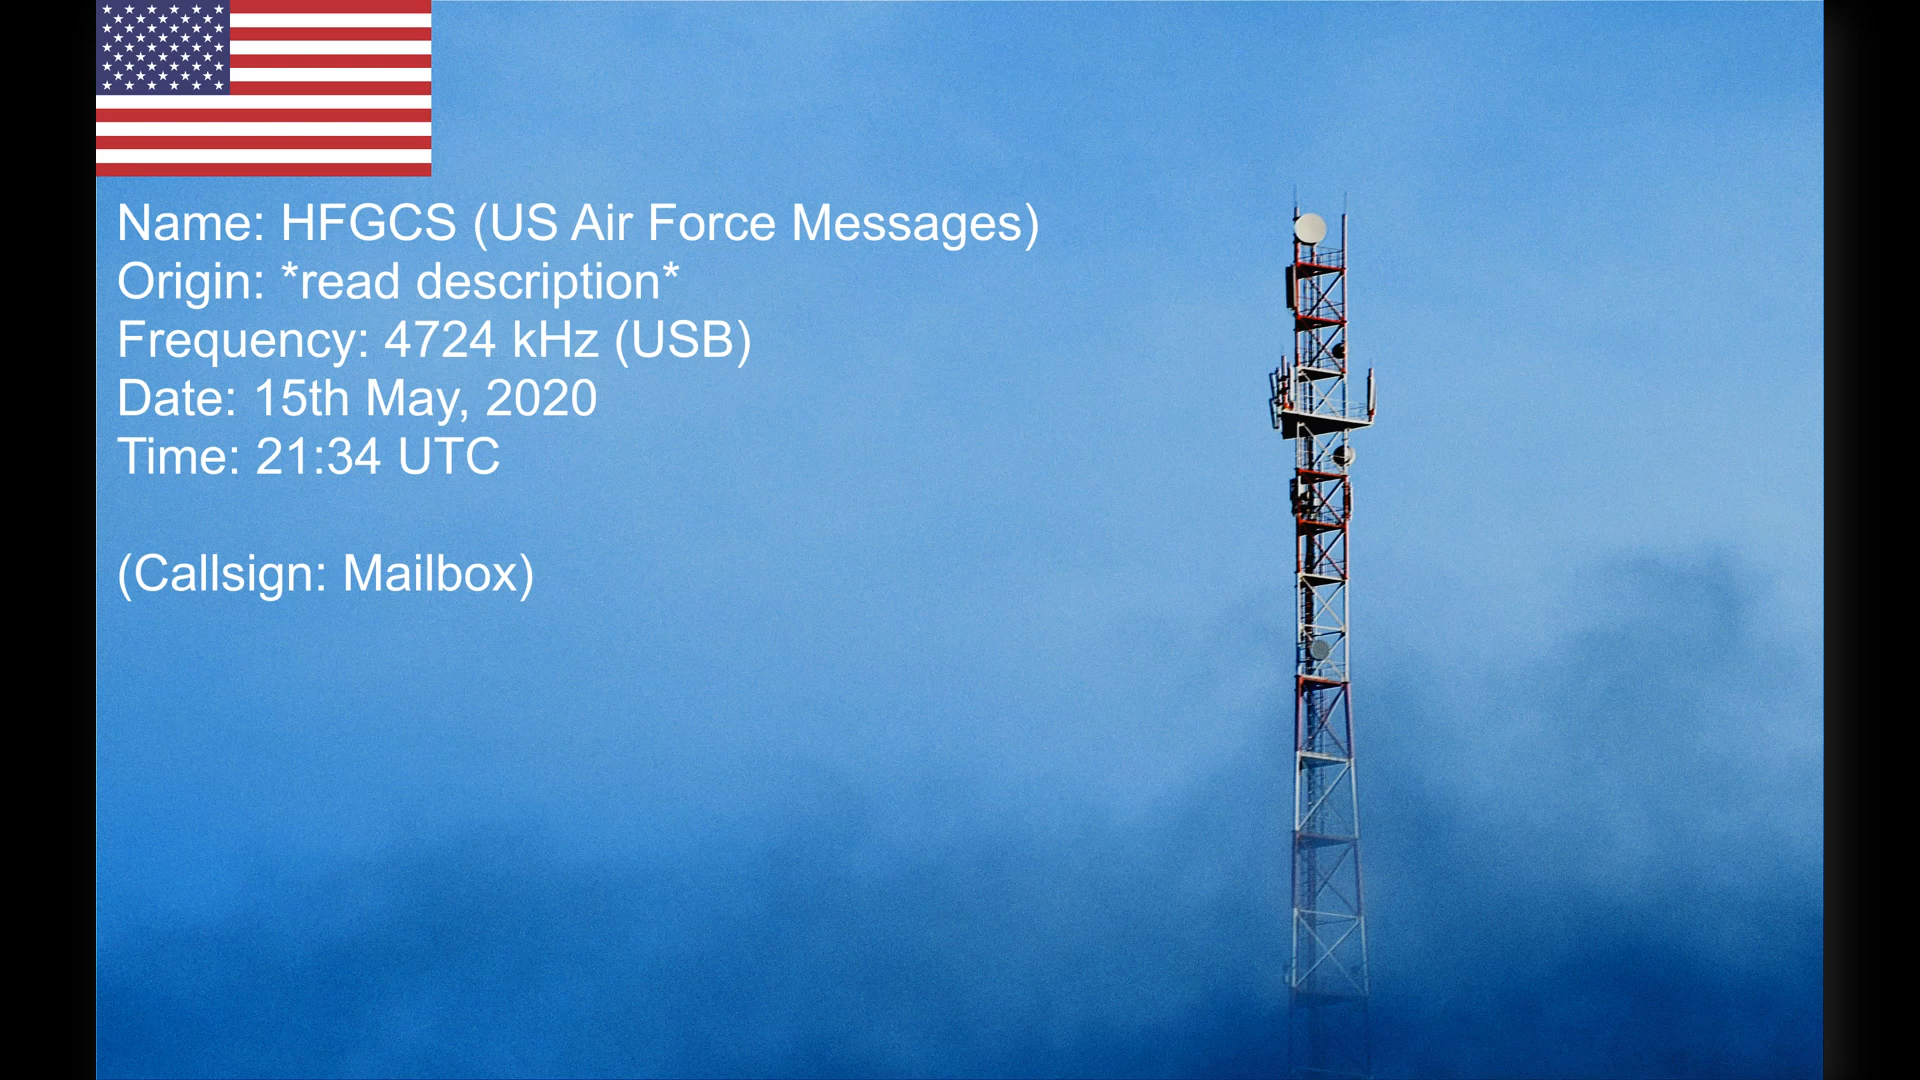 Name: HFGCS (US Air Force Messages)
Origin: *read description*
Frequency: 4724 kHz (USB)
Date: 15th May, 2020
Time: 21:34 UTC
(Callsign: Mailbox)